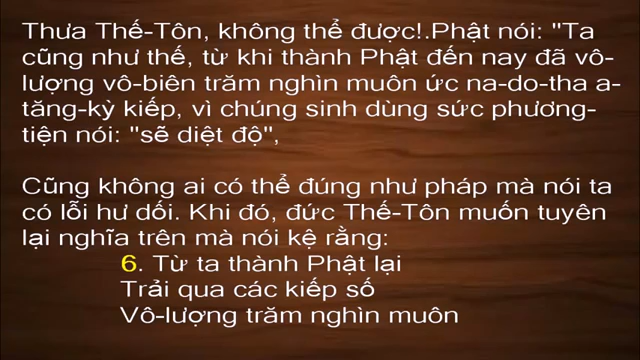 Thưa Thế-Tôn, không thể được!.Phật nói: "Ta
cũng như thế, từ khi thành Phật đến nay đã vô-
lượng vô-biên trăm nghìn muôn ức na-do-tha a-
tăng-kỳ kiếp, vì chúng sinh dùng sức phương-
tiện nói: "sẽ diệt độ",
Cũng không ai có thể đúng như pháp mà nói ta
có lỗi hư dối. Khi đó, đức Thế-Tôn muốn tuyên
lại nghĩa trên mà nói kệ rằng:
6. Từ ta thành Phật lại
Trải qua các kiếp số
Vô-lượng trăm nghìn muôn